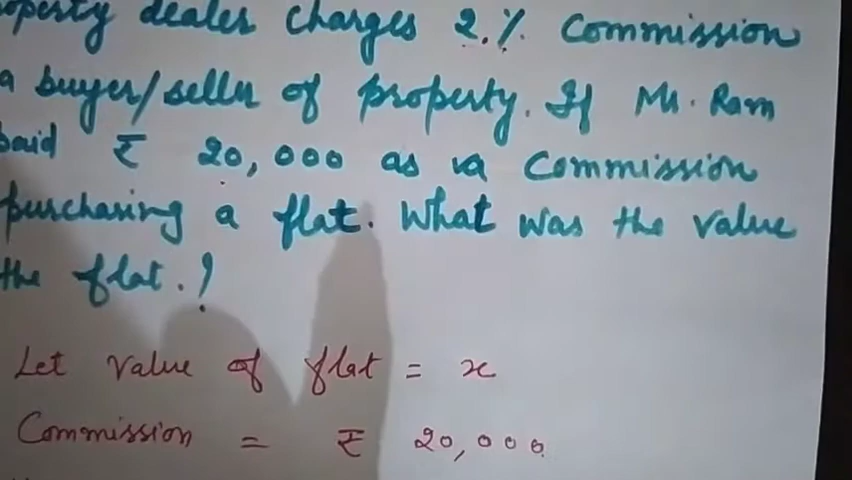 operty dealer charges 2.% Commission
a buyer/seller of property. If Mr. Ram
paid ₹ 20,000 as a Commission
purchasing a flat. What was the value
the flat.?
Let value of flat = x
Commission = ₹ 20,000.